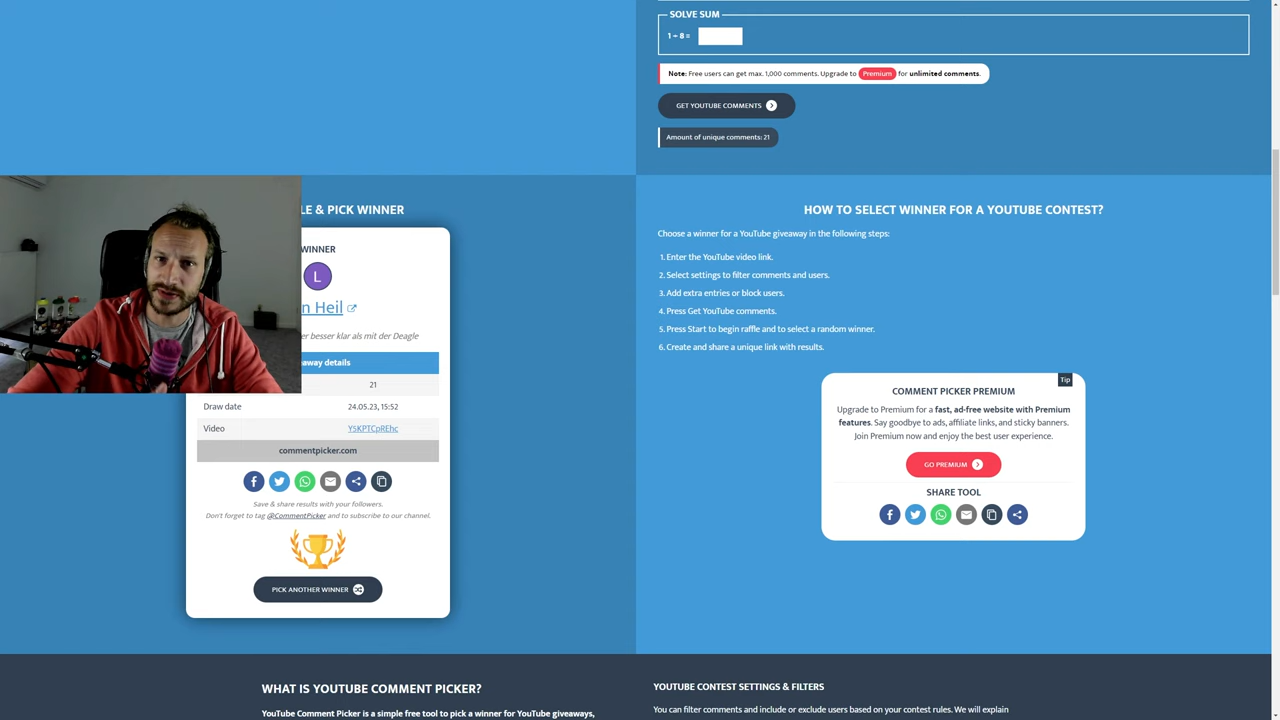 SOLVE SUM
1 + 8 =
Note: Free users can get max. 1,000 comments. Upgrade to Premium for unlimited comments.
GET YOUTUBE COMMENTS
Amount of unique comments: 21
LE & PICK WINNER
WINNER
L
n Heil
er besser klar als mit der Deagle
away details
21
Draw date 24.05.23, 15:52
Video Y5KPTCpREhc
commentpicker.com
Save & share results with your followers.
Don't forget to tag @CommentPicker and to subscribe to our channel.
PICK ANOTHER WINNER
HOW TO SELECT WINNER FOR A YOUTUBE CONTEST?
Choose a winner for a YouTube giveaway in the following steps:
1. Enter the YouTube video link.
2. Select settings to filter comments and users.
3. Add extra entries or block users.
4. Press Get YouTube comments.
5. Press Start to begin raffle and to select a random winner.
6. Create and share a unique link with results.
Tip
COMMENT PICKER PREMIUM
Upgrade to Premium for a fast, ad-free website with Premium
features. Say goodbye to ads, affiliate links, and sticky banners.
Join Premium now and enjoy the best user experience.
GO PREMIUM
SHARE TOOL
WHAT IS YOUTUBE COMMENT PICKER?
YouTube Comment Picker is a simple free tool to pick a winner for YouTube giveaways,
YOUTUBE CONTEST SETTINGS & FILTERS
You can filter comments and include or exclude users based on your contest rules. We will explain